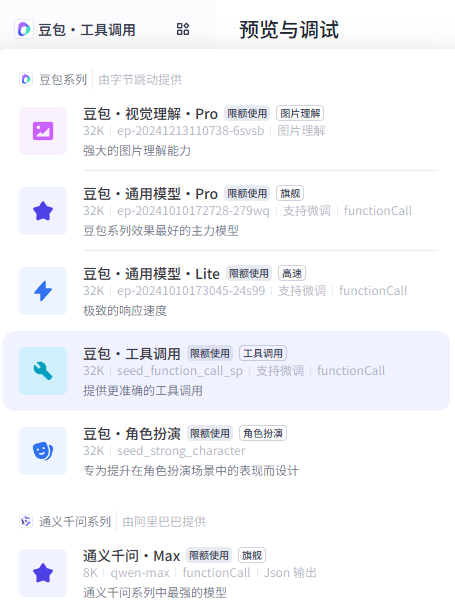 豆包・工具调用
预览与调试
豆包系列 由字节跳动提供
豆包・视觉理解・Pro 限额使用 图片理解
32K ep-20241213110738-6svsb 图片理解
强大的图片理解能力
豆包・通用模型・Pro 限额使用 旗舰
32K ep-20241010172728-279wq 支持微调 functionCall
豆包系列效果最好的主力模型
豆包・通用模型・Lite 限额使用 高速
32K ep-20241010173045-24s99 支持微调 functionCall
极致的响应速度
豆包・工具调用 限额使用 工具调用
32K seed_function_call_sp 支持微调 functionCall
提供更准确的工具调用
豆包・角色扮演 限额使用 角色扮演
32K seed_strong_character
专为提升在角色扮演场景中的表现而设计
通义千问系列 由阿里巴巴提供
通义千问・Max 限额使用 旗舰
8K qwen-max functionCall Json 输出
通义千问系列中最强的模型